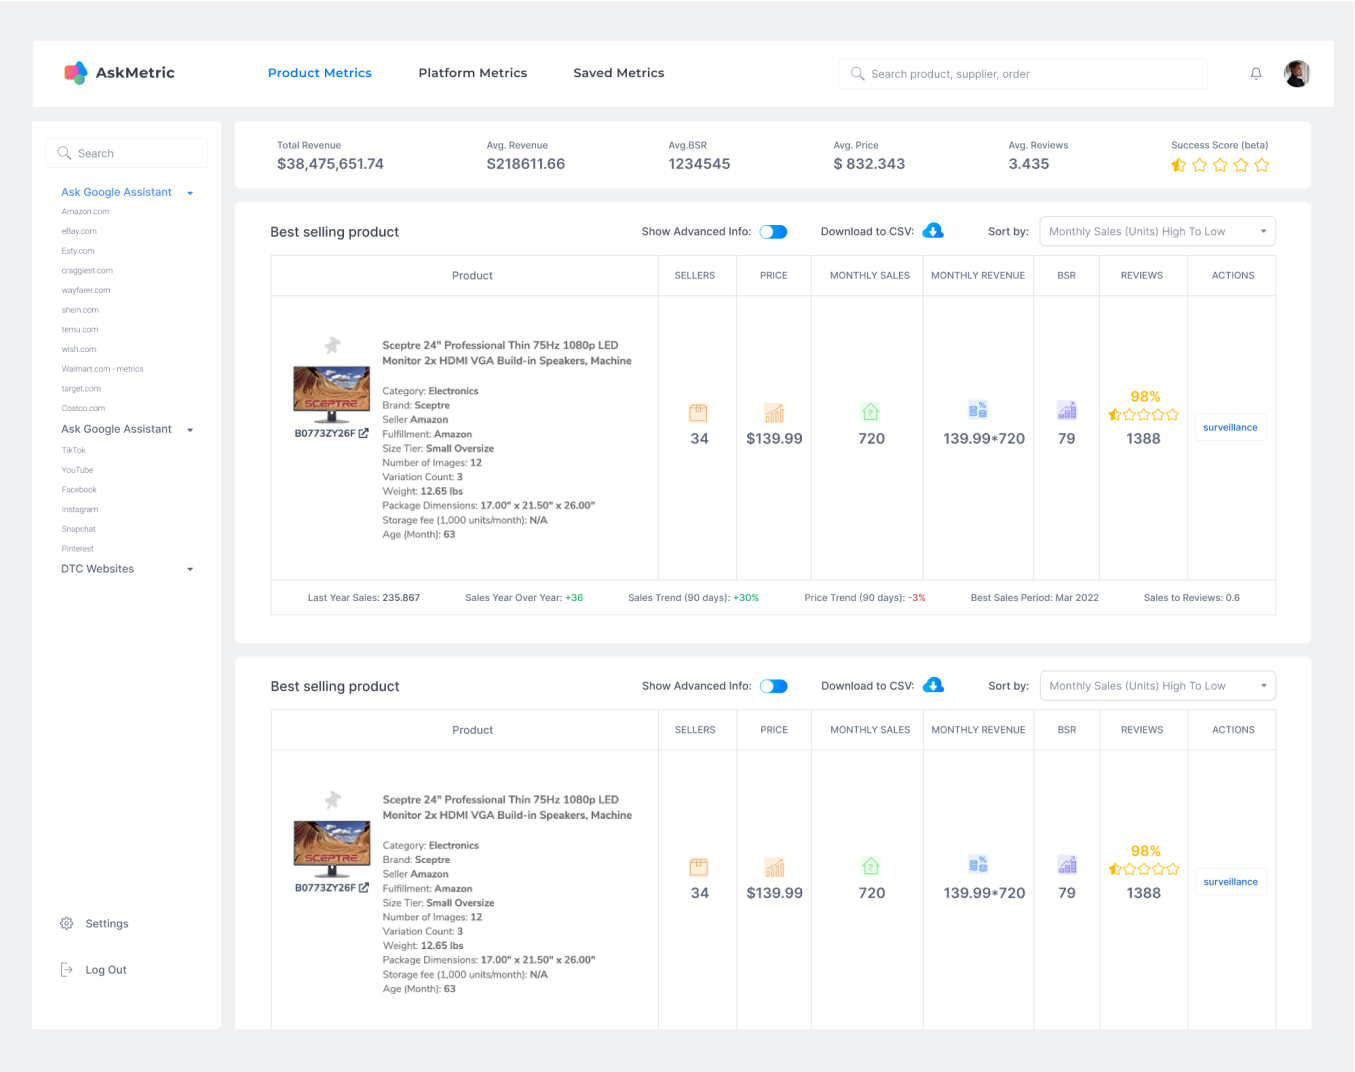 AskMetric
Product Metrics
Platform Metrics
Saved Metrics
Search product, supplier, order
Search
Ask Google Assistant
Amazon.com
eBay.com
Esty.com
craggiest.com
wayfarer.com
shein.com
temu.com
wish.com
Walmart.com - metrics
target.com
Costco.com
Ask Google Assistant
TikTok
YouTube
Facebook
Instagram
Snapchat
Pinterest
DTC Websites
Settings
Log Out
Total Revenue
$38,475,651.74
Avg. Revenue
S218611.66
Avg.BSR
1234545
Avg. Price
$ 832.343
Avg. Reviews
3.435
Success Score (beta)
Best selling product
Show Advanced Info:
Download to CSV:
Sort by:
Monthly Sales (Units) High To Low
Product
SELLERS
PRICE
MONTHLY SALES
MONTHLY REVENUE
BSR
REVIEWS
ACTIONS
SCEPTRE
B0773ZY26F
Sceptre 24" Professional Thin 75Hz 1080p LED
Monitor 2x HDMI VGA Build-in Speakers, Machine
Category: Electronics
Brand: Sceptre
Seller Amazon
Fulfillment: Amazon
Size Tier: Small Oversize
Number of Images: 12
Variation Count: 3
Weight: 12.65 lbs
Package Dimensions: 17.00" x 21.50" x 26.00"
Storage fee (1,000 units/month): N/A
Age (Month): 63
34
$139.99
720
139.99*720
79
98%
1388
surveillance
Last Year Sales: 235.867
Sales Year Over Year: +36
Sales Trend (90 days): +30%
Price Trend (90 days): -3%
Best Sales Period: Mar 2022
Sales to Reviews: 0.6
Best selling product
Show Advanced Info:
Download to CSV:
Sort by:
Monthly Sales (Units) High To Low
Product
SELLERS
PRICE
MONTHLY SALES
MONTHLY REVENUE
BSR
REVIEWS
ACTIONS
SCEPTRE
B0773ZY26F
Sceptre 24" Professional Thin 75Hz 1080p LED
Monitor 2x HDMI VGA Build-in Speakers, Machine
Category: Electronics
Brand: Sceptre
Seller Amazon
Fulfillment: Amazon
Size Tier: Small Oversize
Number of Images: 12
Variation Count: 3
Weight: 12.65 lbs
Package Dimensions: 17.00" x 21.50" x 26.00"
Storage fee (1,000 units/month): N/A
Age (Month): 63
34
$139.99
720
139.99*720
79
98%
1388
surveillance